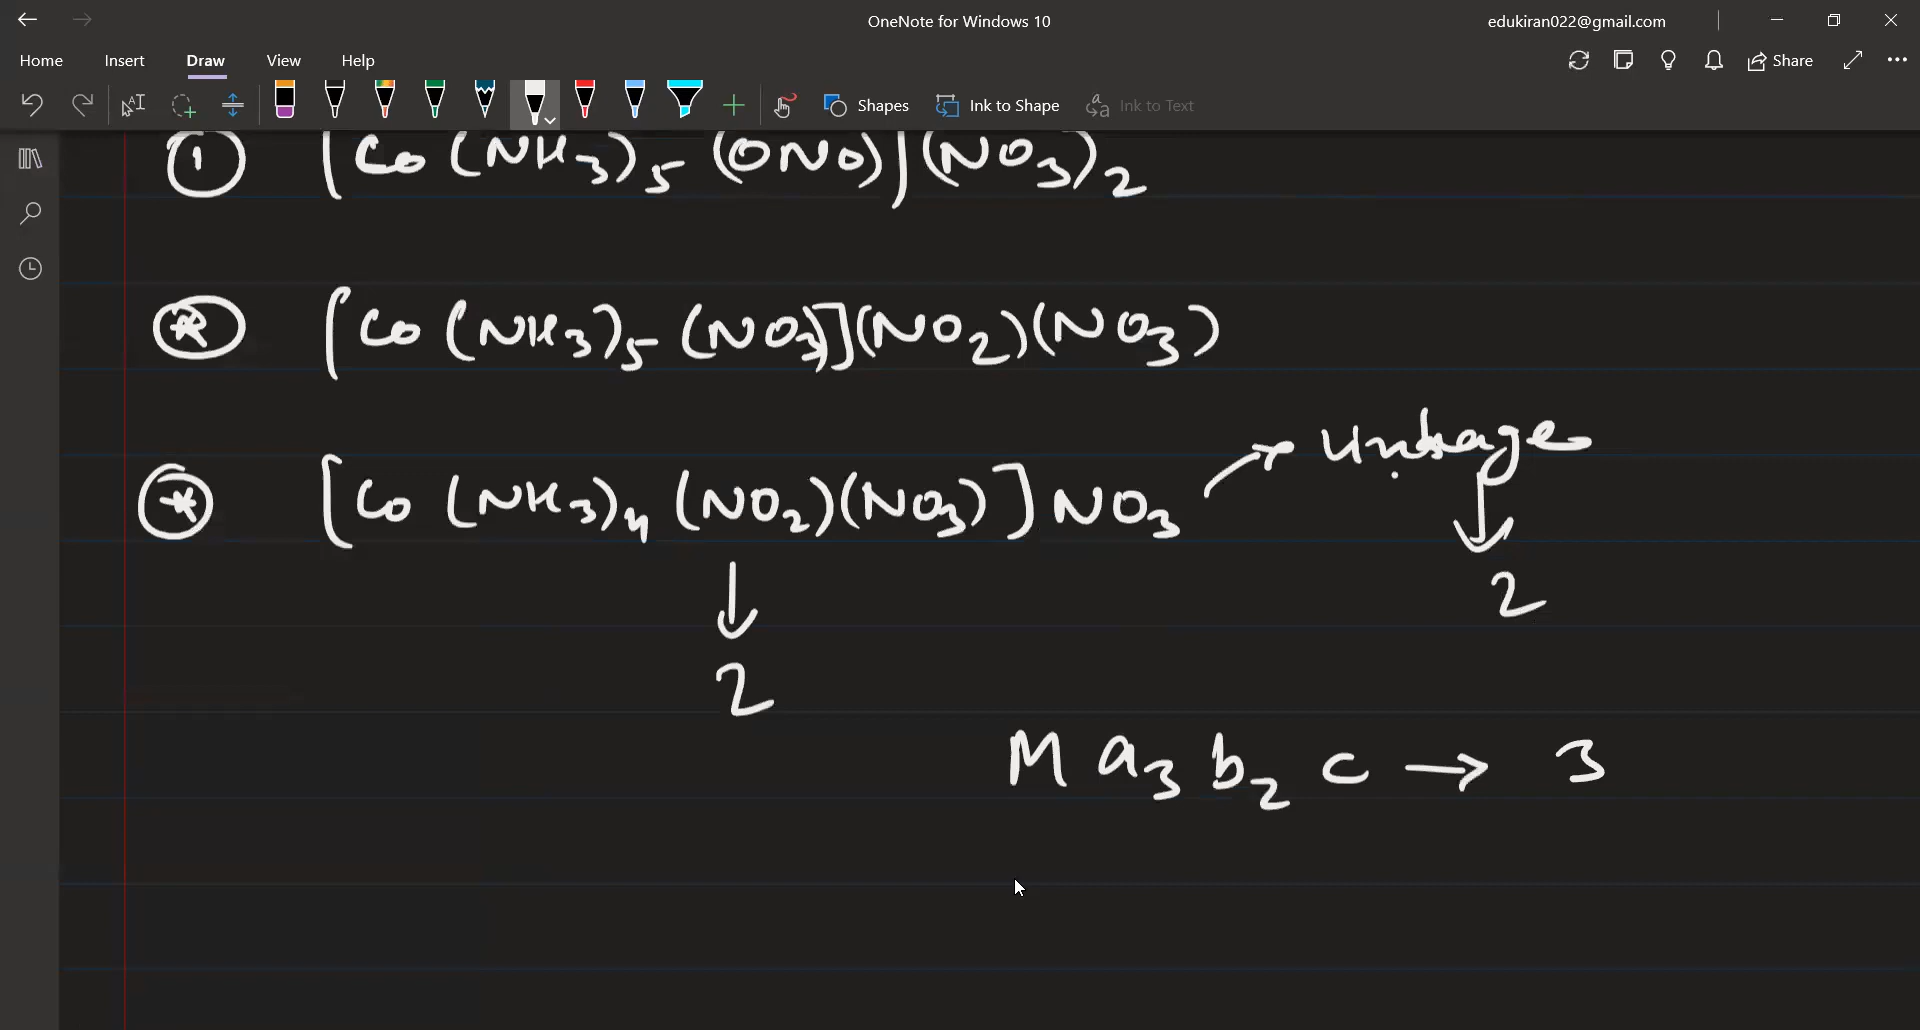 OneNote for Windows 10
edukiran022@gmail.com
Home Insert Draw View Help
Share
Shapes Ink to Shape Ink to Text
① [Co(NH₃)₅(ONO)](NO₃)₂
[Co(NH₃)₅(NO₃)](NO₂)(NO₃)
[Co(NH₃)₄(NO₂)(NO₃)]NO₃ →
↓ ↓
2
2
M a₃ b₂ c → 3